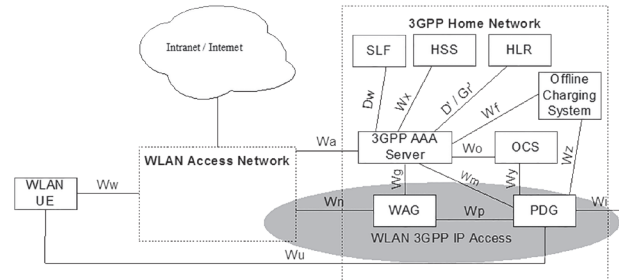 3GPP Home Network
Intranet / Internet
SLF
HSS
HLR
Offline
Charging
System
Dw
Wx
D' / Gr'
Wf
Wa
3GPP AAA
Server
Wo
OCS
Wz
WLAN Access Network
WLAN
UE
Ww
Wg
Wm
Wy
Wn
WAG
Wp
PDG
Wi
WLAN 3GPP IP Access
Wu